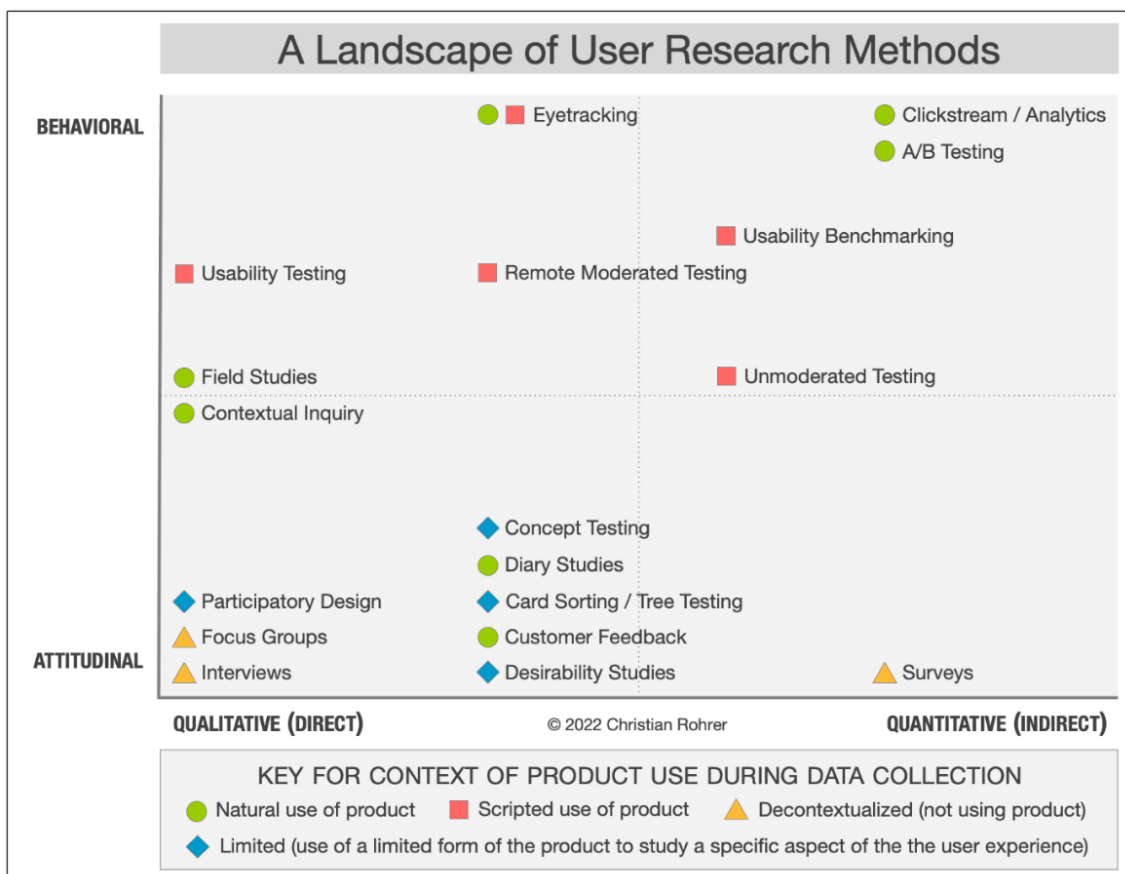 A Landscape of User Research Methods
BEHAVIORAL
Eyetracking
Clickstream / Analytics
A/B Testing
Usability Benchmarking
Usability Testing
Remote Moderated Testing
Field Studies
Unmoderated Testing
Contextual Inquiry
Concept Testing
Diary Studies
Participatory Design
Card Sorting / Tree Testing
Focus Groups
Customer Feedback
ATTITUDINAL
Interviews
Desirability Studies
Surveys
QUALITATIVE (DIRECT)
© 2022 Christian Rohrer
QUANTITATIVE (INDIRECT)
KEY FOR CONTEXT OF PRODUCT USE DURING DATA COLLECTION
Natural use of product
Scripted use of product
Decontextualized (not using product)
Limited (use of a limited form of the product to study a specific aspect of the the user experience)